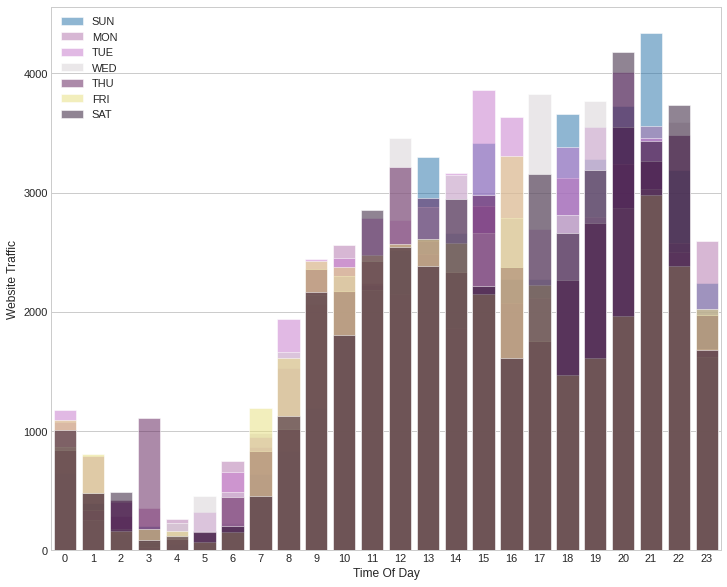 SUN
MON
TUE
WED
THU
FRI
SAT
Website Traffic
4000
3000
2000
1000
0
0 1 2 3 4 5 6 7 8 9 10 11 12 13 14 15 16 17 18 19 20 21 22 23
Time Of Day